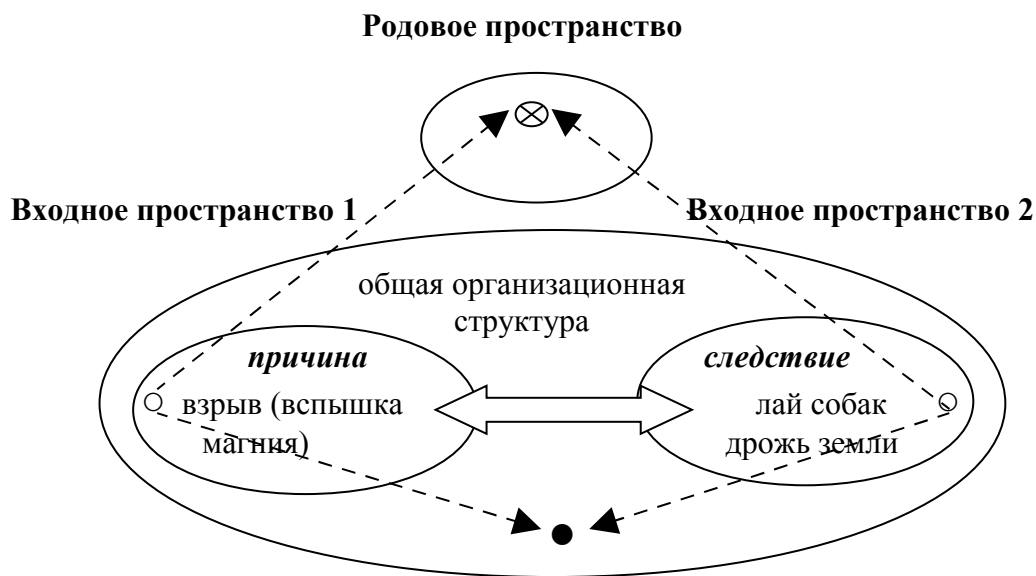 Родовое пространство
Входное пространство 1
Входное пространство 2
общая организационная
структура
причина
следствие
взрыв (вспышка
магния)
лай собак
дрожь земли